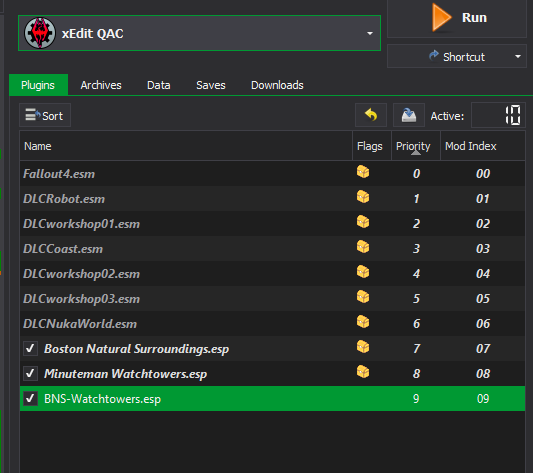 xEdit QAC
Run
Shortcut
Plugins Archives Data Saves Downloads
Sort Active: 10
Name Flags Priority Mod Index
Fallout4.esm 0 00
DLCRobot.esm 1 01
DLCworkshop01.esm 2 02
DLCCoast.esm 3 03
DLCworkshop02.esm 4 04
DLCworkshop03.esm 5 05
DLCNukaWorld.esm 6 06
Boston Natural Surroundings.esp 7 07
Minuteman Watchtowers.esp 8 08
BNS-Watchtowers.esp 9 09